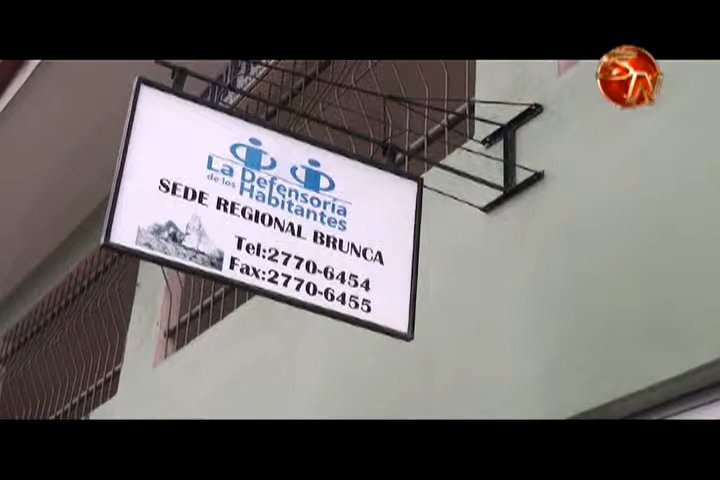 La Defensoría
de los Habitantes
SEDE REGIONAL BRUNCA
Tel:2770-6454
Fax:2770-6455